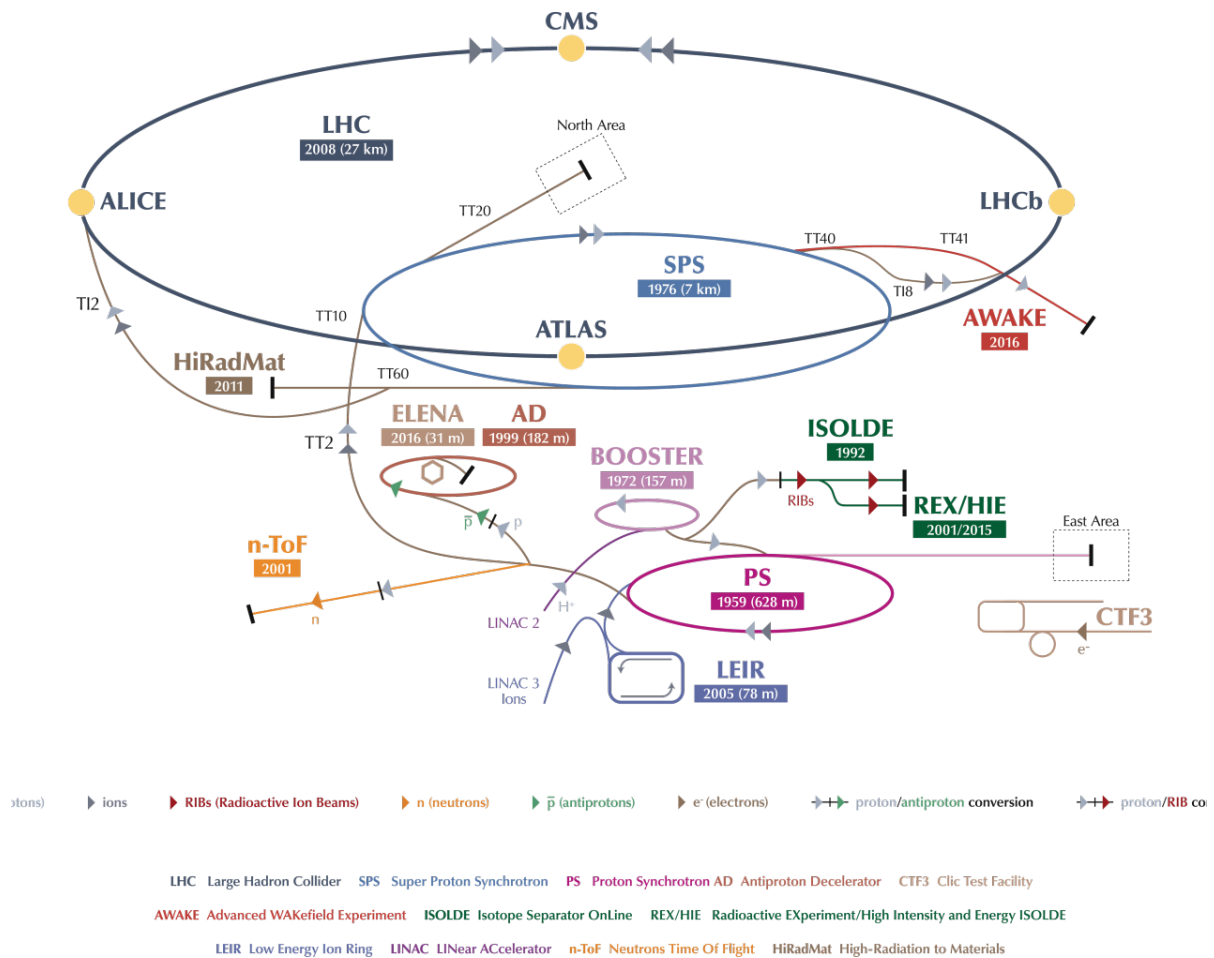 CMS
LHC
2008 (27 km)
North Area
ALICE
TT20
LHCb
TT40
TT41
SPS
1976 (7 km)
TI2
TT10
TI8
ATLAS
AWAKE
2016
HiRadMat
2011
TT60
ELENA
2016 (31 m)
AD
1999 (182 m)
TT2
ISOLDE
1992
BOOSTER
1972 (157 m)
RIBs
REX/HIE
2001/2015
East Area
p̅
p
n-ToF
2001
n
PS
1959 (628 m)
H⁺
LINAC 2
CTF3
e⁻
LEIR
2005 (78 m)
LINAC 3
Ions
otons) ions RIBs (Radioactive Ion Beams) n (neutrons) p̅ (antiprotons) e⁻ (electrons) proton/antiproton conversion proton/RIB co
LHC Large Hadron Collider SPS Super Proton Synchrotron PS Proton Synchrotron AD Antiproton Decelerator CTF3 Clic Test Facility
AWAKE Advanced WAKefield Experiment ISOLDE Isotope Separator OnLine REX/HIE Radioactive EXperiment/High Intensity and Energy ISOLDE
LEIR Low Energy Ion Ring LINAC LINear ACcelerator n-ToF Neutrons Time Of Flight HiRadMat High-Radiation to Materials